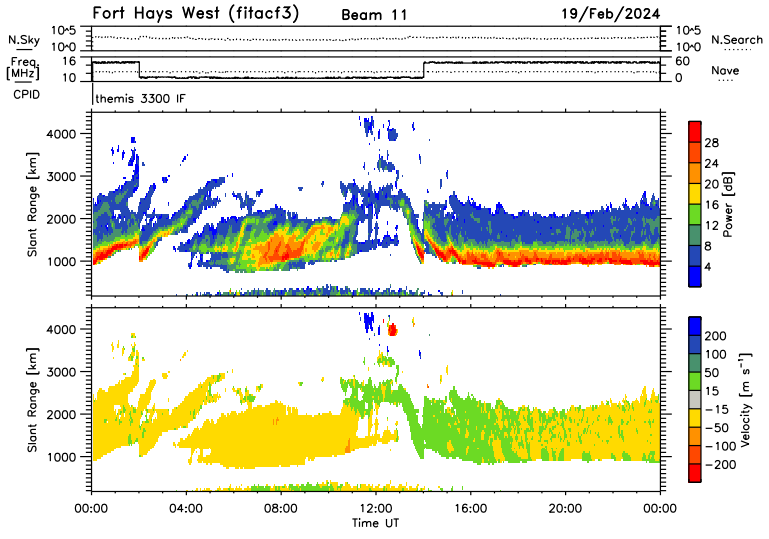 Fort Hays West (fitacf3) Beam 11 19/Feb/2024
N.Sky 10^5 10^0 10^5 10^0 N.Search
Freq. [MHz] 16 10 60 0 Nave
CPID themis 3300 IF
Slant Range [km] 4000 3000 2000 1000
28 24 20 16 12 8 4 Power [dB]
Slant Range [km] 4000 3000 2000 1000
200 100 50 15 -15 -50 -100 -200 Velocity [m s⁻¹]
00:00 04:00 08:00 12:00 16:00 20:00 00:00
Time UT